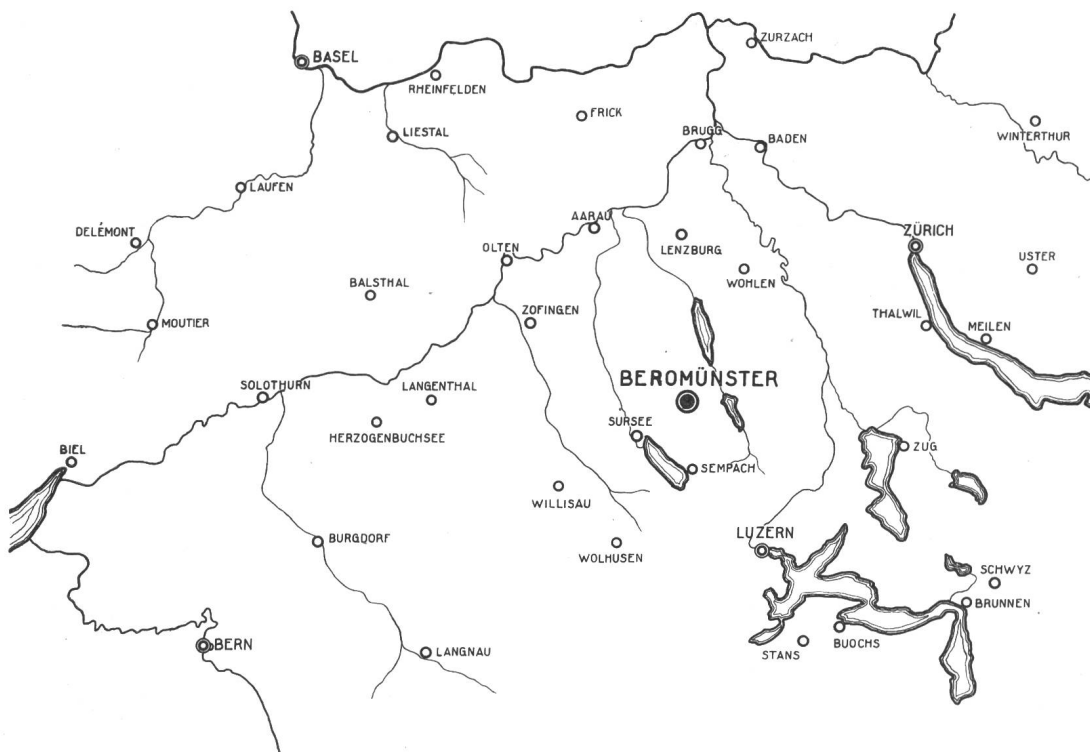 ZURZACH
BASEL
RHEINFELDEN
FRICK
LIESTAL
BRUGG
BADEN
WINTERTHUR
LAUFEN
DELÉMONT
AARAU
ZÜRICH
OLTEN
LENZBURG
USTER
BALSTHAL
WOHLEN
ZOFINGEN
THALWIL
MOUTIER
MEILEN
BEROMÜNSTER
SOLOTHURN
LANGENTHAL
SURSEE
HERZOGENBUCHSEE
BIEL
ZUG
SEMPACH
WILLISAU
LUZERN
BURGDORF
WOLHUSEN
SCHWYZ
BRUNNEN
BERN
BUOCHS
LANGNAU
STANS